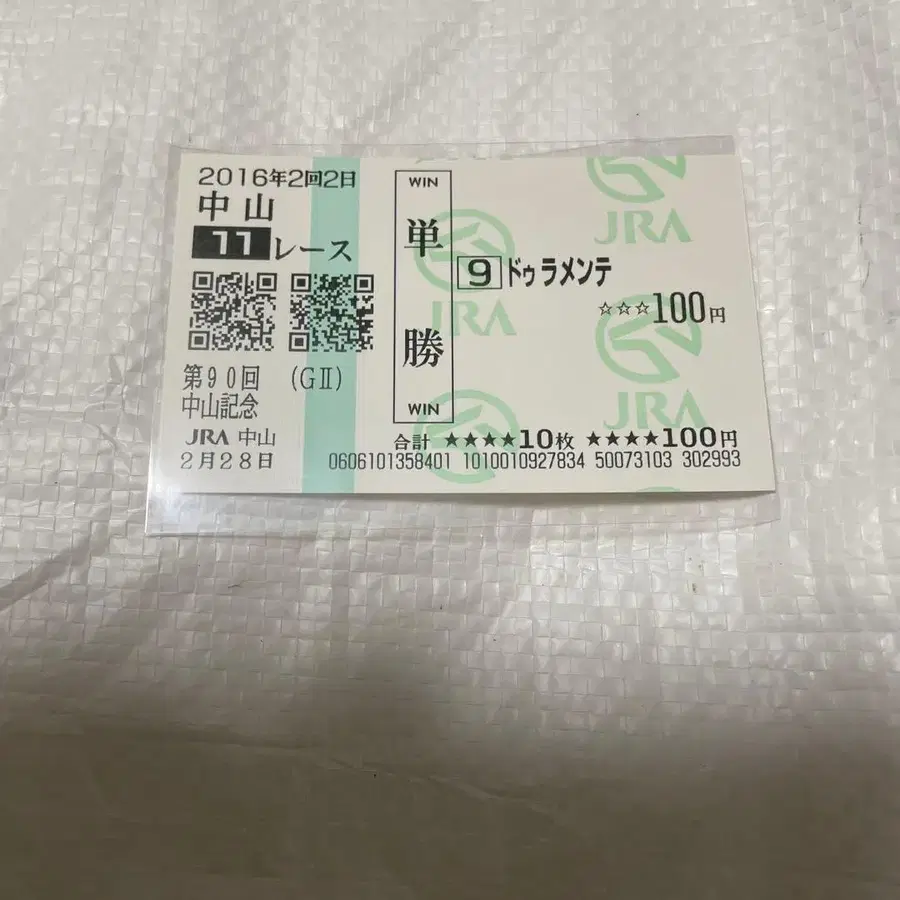 2016年2回2日
中山
11レース
第90回 (GⅡ)
中山記念
JRA 中山
2月28日
WIN
単勝
WIN
9 ドゥラメンテ
☆☆☆100円
合計 ★★★★10枚 ★★★★100円
0606101358401 1010010927834 50073103 302993
JRA
JRA
JRA